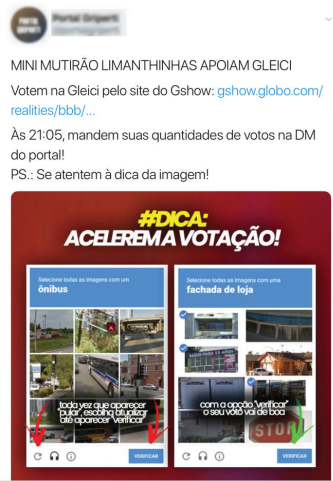 MINI MUTIRÃO LIMANTHINHAS APOIAM GLEICI
Votem na Gleici pelo site do Gshow: gshow.globo.com/
realities/bbb/...
Às 21:05, mandem suas quantidades de votos na DM
do portal!
PS.: Se atentem à dica da imagem!
#DICA:
ACELEREM A VOTAÇÃO!
Selecione todas as imagens com um
ônibus
toda vez que aparecer
"pular", escolha atualizar
até aparecer "verificar"
VERIFICAR
Selecione todas as imagens com uma
fachada de loja
com a opção "verificar"
o seu voto vai de boa
STOP
VERIFICAR